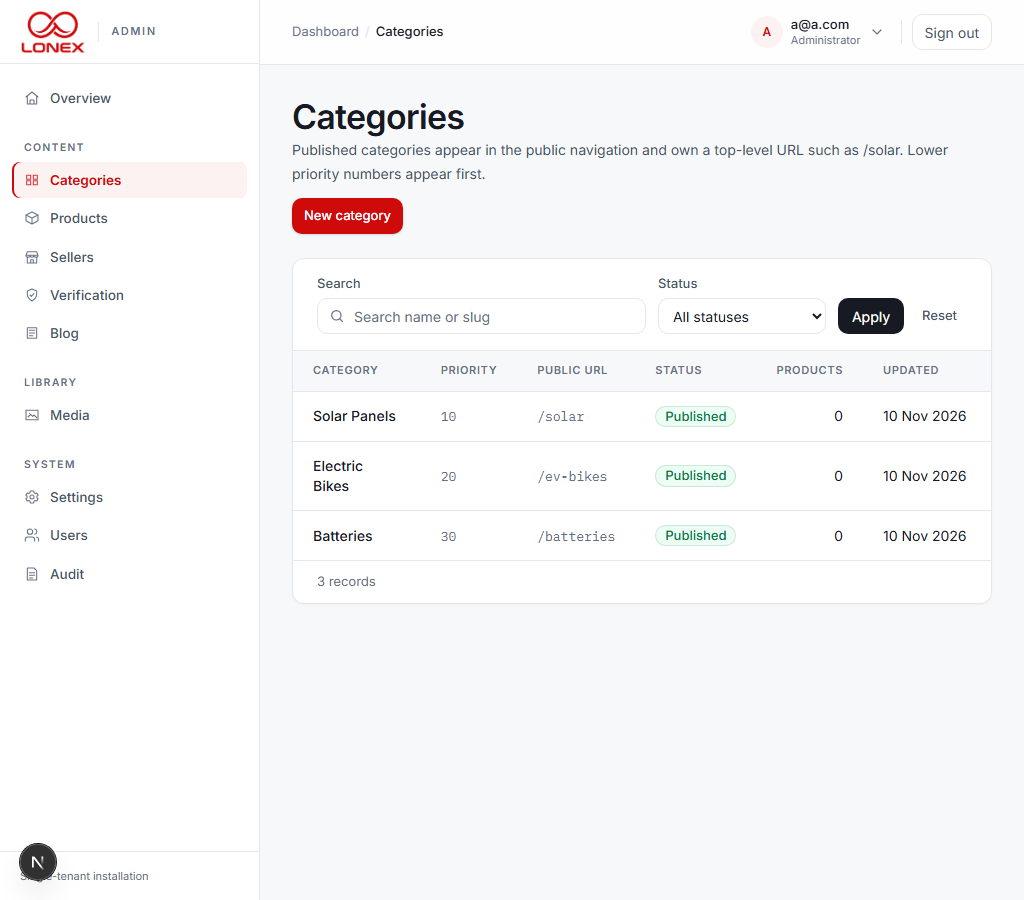 LONEX
ADMIN
Dashboard / Categories
A
a@a.com
Administrator
Sign out
Overview
CONTENT
Categories
Products
Sellers
Verification
Blog
LIBRARY
Media
SYSTEM
Settings
Users
Audit
N
-tenant installation
Categories
Published categories appear in the public navigation and own a top-level URL such as /solar. Lower
priority numbers appear first.
New category
Search
Status
Search name or slug
All statuses
Apply
Reset
CATEGORY PRIORITY PUBLIC URL STATUS PRODUCTS UPDATED
Solar Panels 10 /solar Published 0 10 Nov 2026
Electric
Bikes 20 /ev-bikes Published 0 10 Nov 2026
Batteries 30 /batteries Published 0 10 Nov 2026
3 records